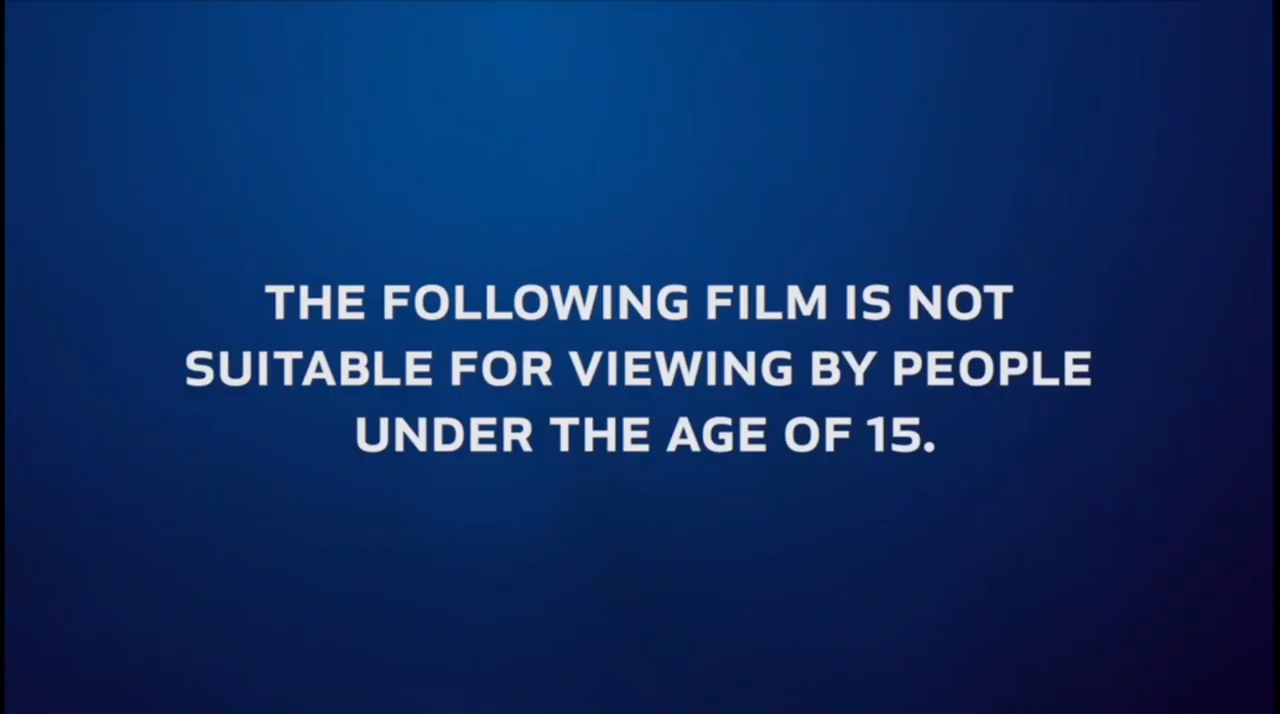 THE FOLLOWING FILM IS NOT
SUITABLE FOR VIEWING BY PEOPLE
UNDER THE AGE OF 15.